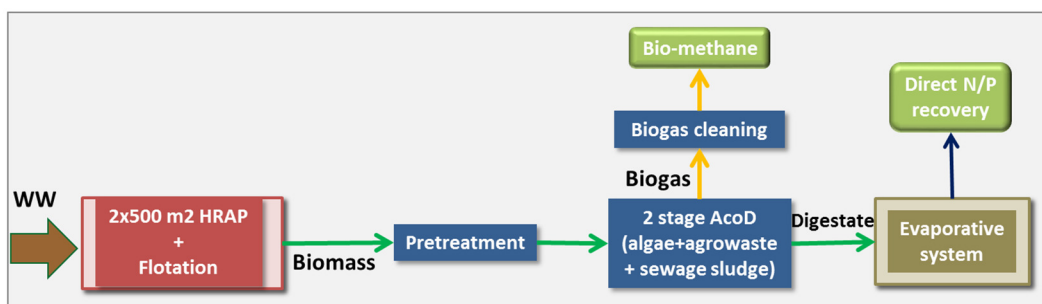 Bio-methane
Direct N/P
recovery
Biogas cleaning
Biogas
WW
2x500 m2 HRAP
+
Flotation
Biomass
Pretreatment
2 stage AcoD
(algae+agrowaste
+ sewage sludge)
Digestate
Evaporative
system